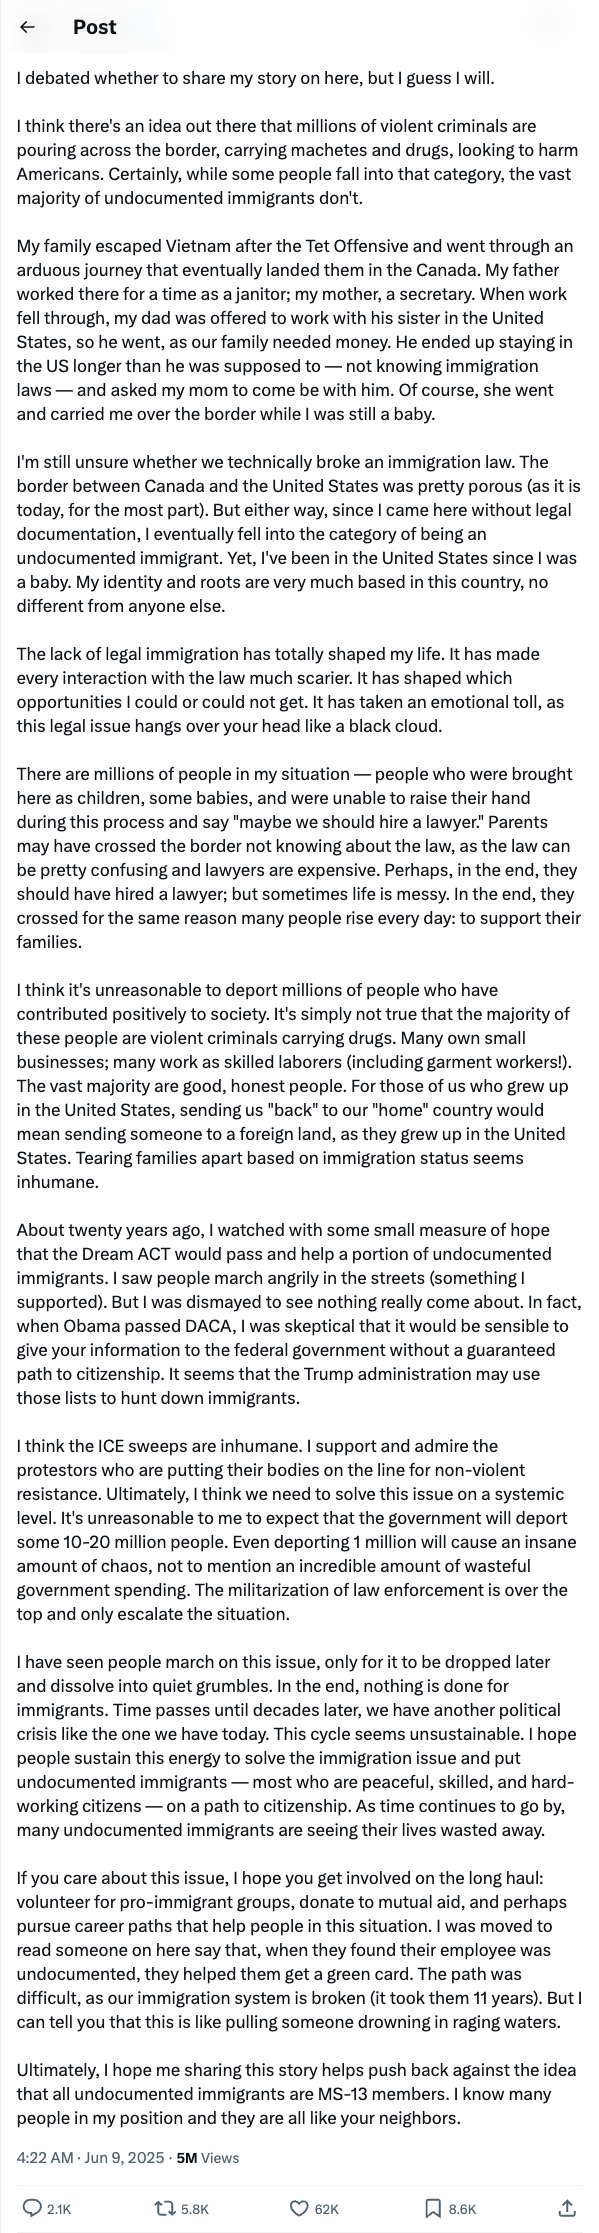 Post
I debated whether to share my story on here, but I guess I will.
I think there's an idea out there that millions of violent criminals are
pouring across the border, carrying machetes and drugs, looking to harm
Americans. Certainly, while some people fall into that category, the vast
majority of undocumented immigrants don't.
My family escaped Vietnam after the Tet Offensive and went through an
arduous journey that eventually landed them in the Canada. My father
worked there for a time as a janitor; my mother, a secretary. When work
fell through, my dad was offered to work with his sister in the United
States, so he went, as our family needed money. He ended up staying in
the US longer than he was supposed to — not knowing immigration
laws — and asked my mom to come be with him. Of course, she went
and carried me over the border while I was still a baby.
I'm still unsure whether we technically broke an immigration law. The
border between Canada and the United States was pretty porous (as it is
today, for the most part). But either way, since I came here without legal
documentation, I eventually fell into the category of being an
undocumented immigrant. Yet, I've been in the United States since I was
a baby. My identity and roots are very much based in this country, no
different from anyone else.
The lack of legal immigration has totally shaped my life. It has made
every interaction with the law much scarier. It has shaped which
opportunities I could or could not get. It has taken an emotional toll, as
this legal issue hangs over your head like a black cloud.
There are millions of people in my situation — people who were brought
here as children, some babies, and were unable to raise their hand
during this process and say "maybe we should hire a lawyer." Parents
may have crossed the border not knowing about the law, as the law can
be pretty confusing and lawyers are expensive. Perhaps, in the end, they
should have hired a lawyer; but sometimes life is messy. In the end, they
crossed for the same reason many people rise every day: to support their
families.
I think it's unreasonable to deport millions of people who have
contributed positively to society. It's simply not true that the majority of
these people are violent criminals carrying drugs. Many own small
businesses; many work as skilled laborers (including garment workers!).
The vast majority are good, honest people. For those of us who grew up
in the United States, sending us "back" to our "home" country would
mean sending someone to a foreign land, as they grew up in the United
States. Tearing families apart based on immigration status seems
inhumane.
About twenty years ago, I watched with some small measure of hope
that the Dream ACT would pass and help a portion of undocumented
immigrants. I saw people march angrily in the streets (something I
supported). But I was dismayed to see nothing really come about. In fact,
when Obama passed DACA, I was skeptical that it would be sensible to
give your information to the federal government without a guaranteed
path to citizenship. It seems that the Trump administration may use
those lists to hunt down immigrants.
I think the ICE sweeps are inhumane. I support and admire the
protestors who are putting their bodies on the line for non-violent
resistance. Ultimately, I think we need to solve this issue on a systemic
level. It's unreasonable to me to expect that the government will deport
some 10-20 million people. Even deporting 1 million will cause an insane
amount of chaos, not to mention an incredible amount of wasteful
government spending. The militarization of law enforcement is over the
top and only escalate the situation.
I have seen people march on this issue, only for it to be dropped later
and dissolve into quiet grumbles. In the end, nothing is done for
immigrants. Time passes until decades later, we have another political
crisis like the one we have today. This cycle seems unsustainable. I hope
people sustain this energy to solve the immigration issue and put
undocumented immigrants — most who are peaceful, skilled, and hard-
working citizens — on a path to citizenship. As time continues to go by,
many undocumented immigrants are seeing their lives wasted away.
If you care about this issue, I hope you get involved on the long haul:
volunteer for pro-immigrant groups, donate to mutual aid, and perhaps
pursue career paths that help people in this situation. I was moved to
read someone on here say that, when they found their employee was
undocumented, they helped them get a green card. The path was
difficult, as our immigration system is broken (it took them 11 years). But I
can tell you that this is like pulling someone drowning in raging waters.
Ultimately, I hope me sharing this story helps push back against the idea
that all undocumented immigrants are MS-13 members. I know many
people in my position and they are all like your neighbors.
4:22 AM · Jun 9, 2025 · 5M Views
2.1K 5.8K 62K 8.6K